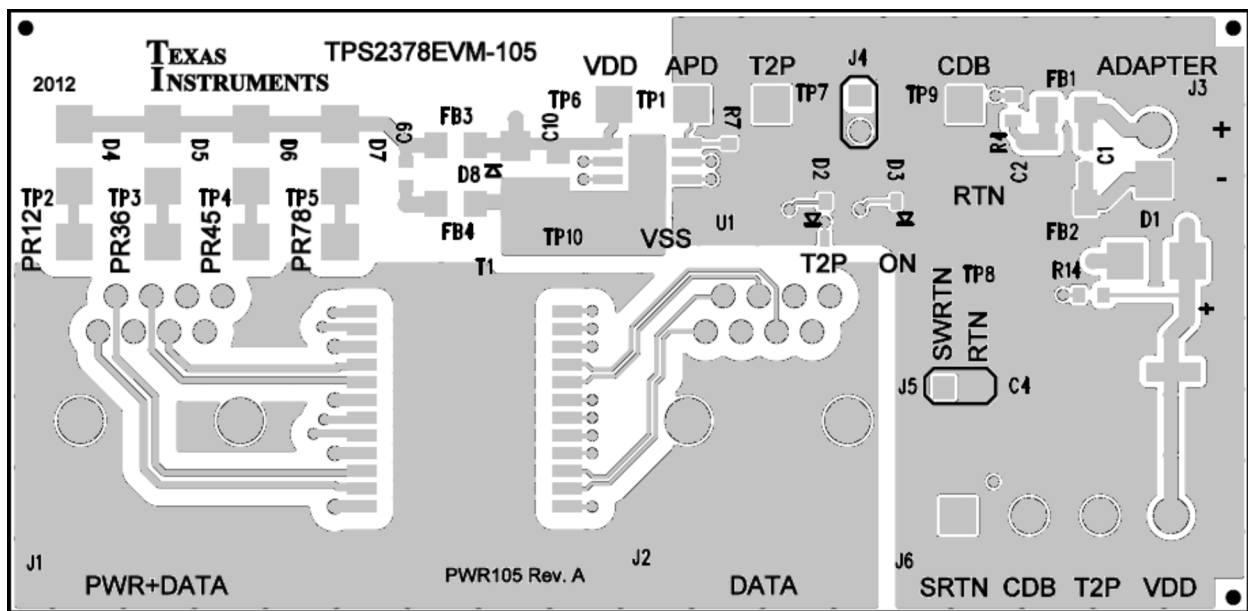 TEXAS INSTRUMENTS
TPS2378EVM-105
2012
VDD
APD
T2P
J4
CDB
FB1
ADAPTER
J3
TP6
TP1
TP7
TP9
R7
R4
C2
C1
+
-
D4
D5
D6
D7
C9
FB3
C10
D8
FB4
TP2
TP3
TP4
TP5
PR12
PR36
PR45
PR78
TP10
VSS
U1
D2
D3
T2P
ON
RTN
FB2
D1
T1
TP8
R14
+
SWRTN
RTN
J5
C4
J1
PWR+DATA
PWR105 Rev. A
J2
DATA
J6
SRTN
CDB
T2P
VDD